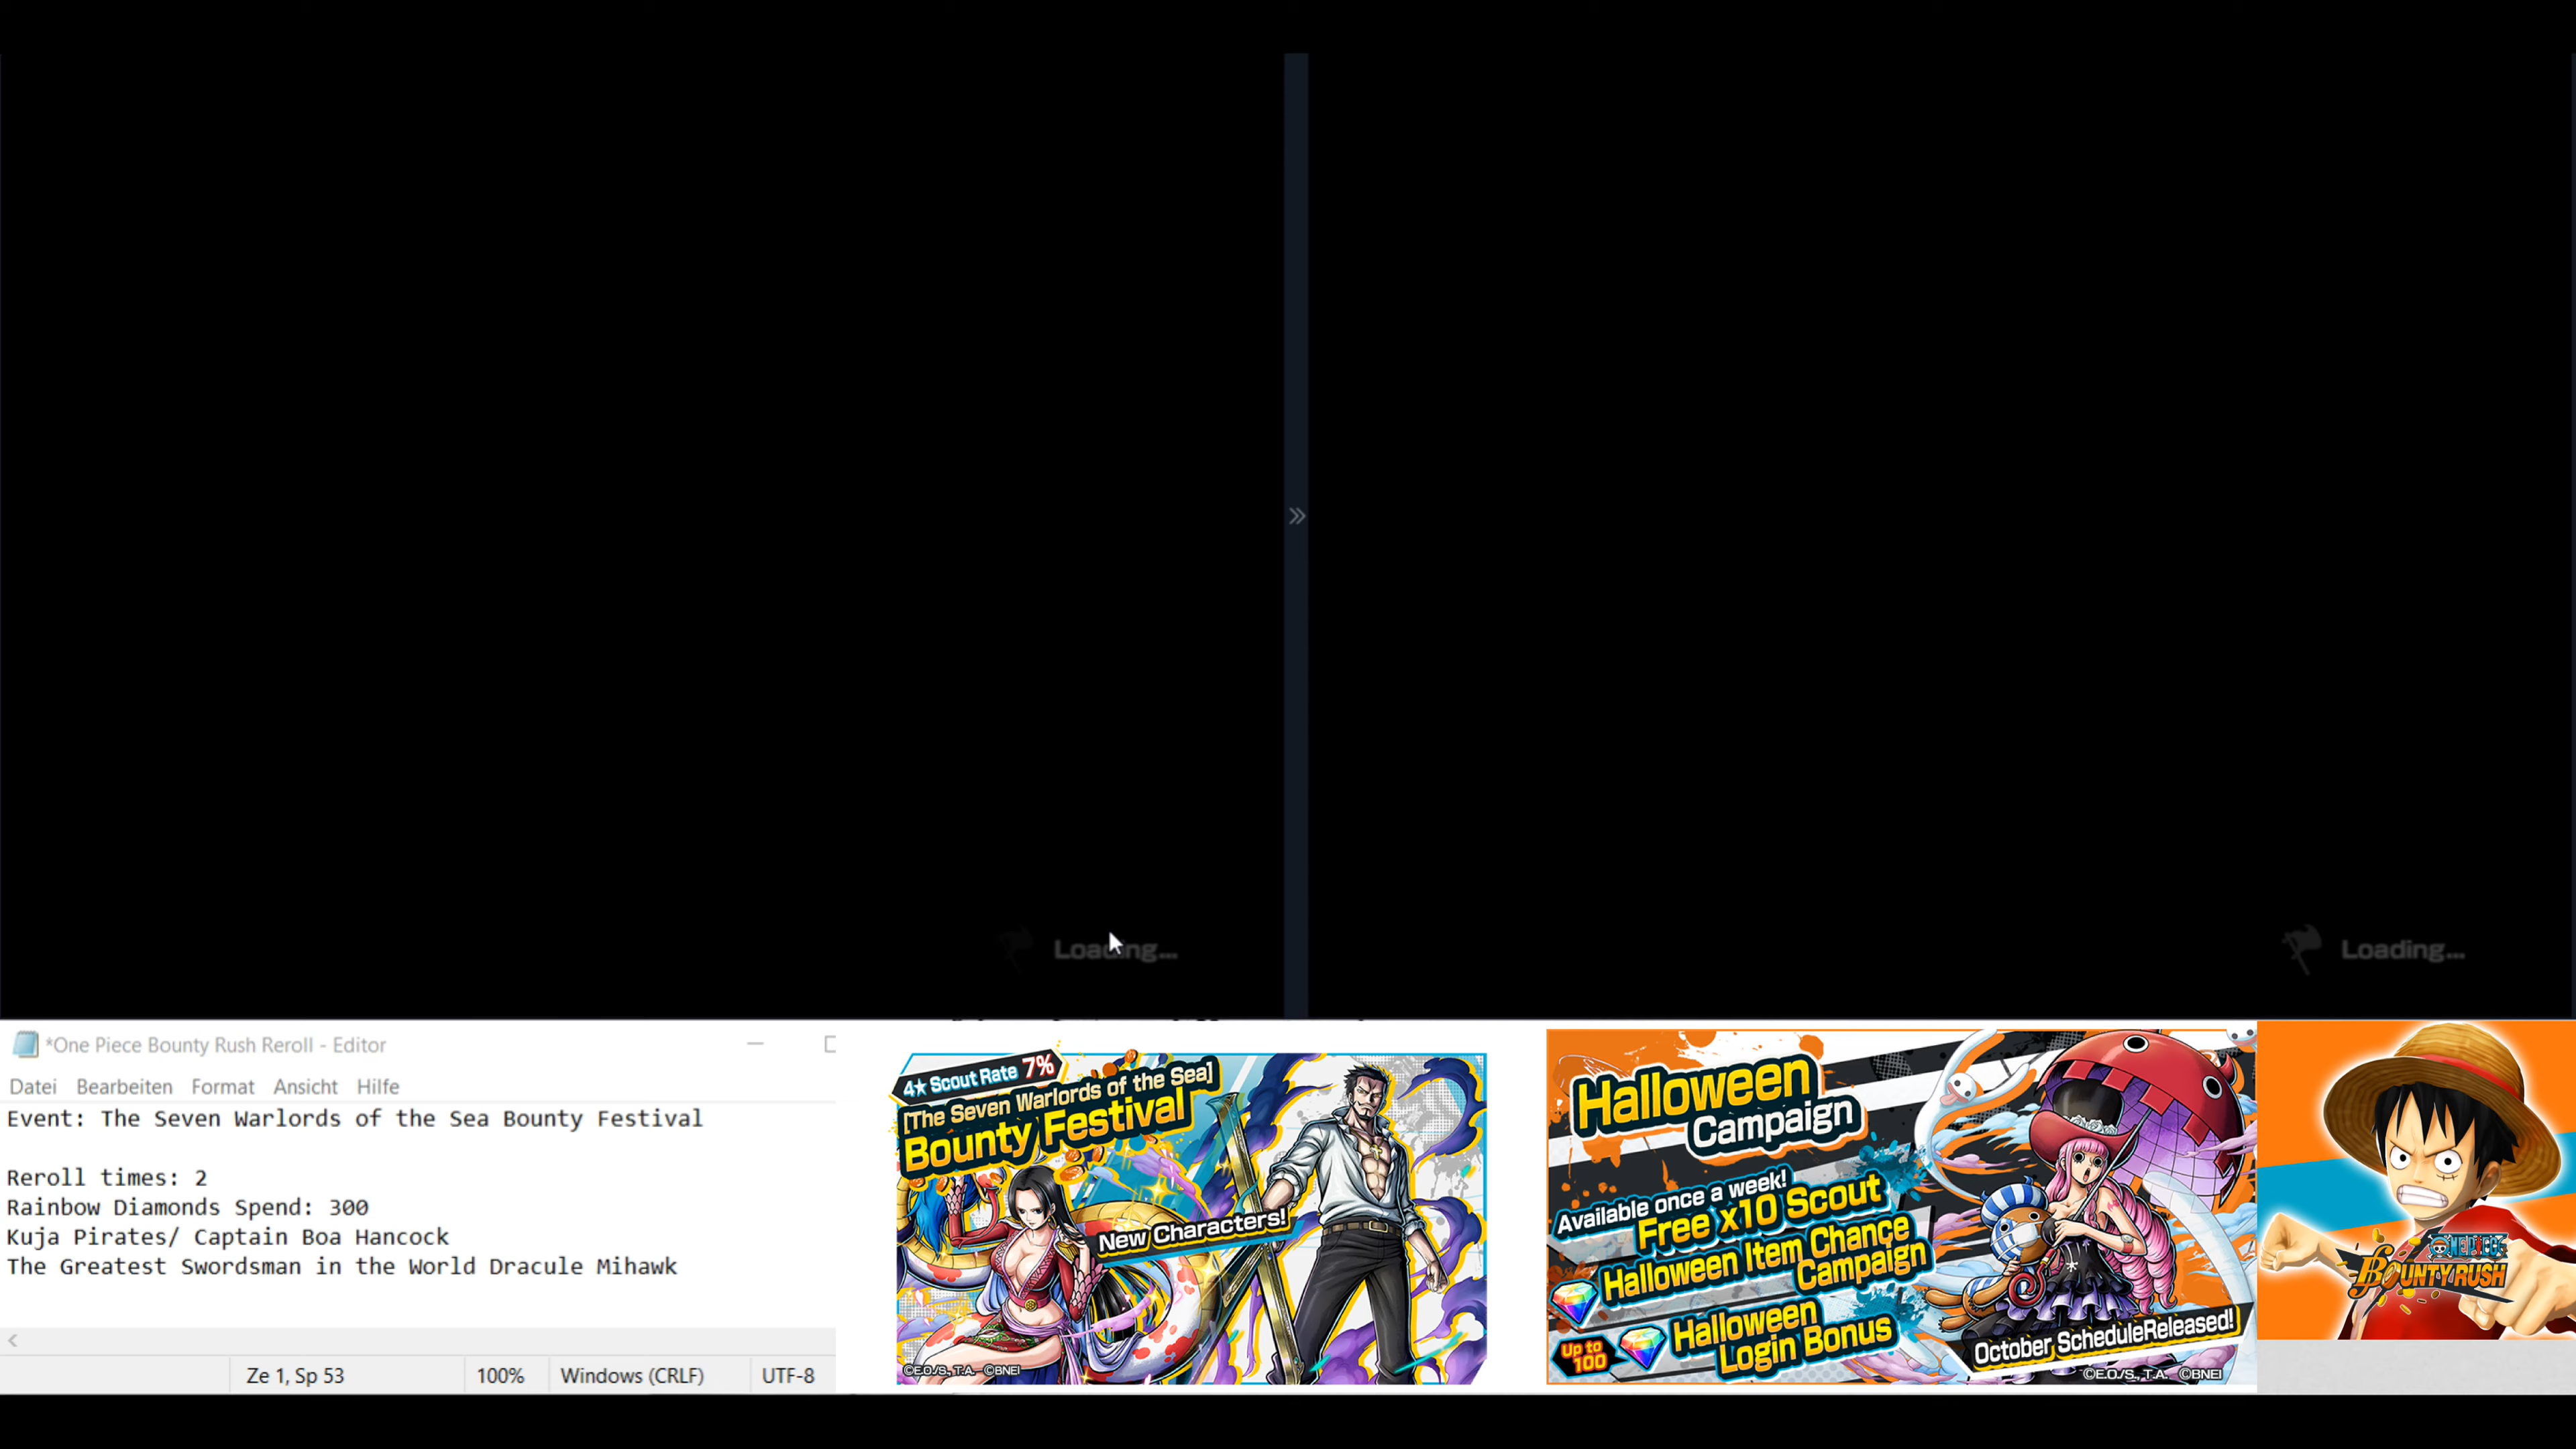 Loading...
Loading...
*One Piece Bounty Rush Reroll - Editor
Datei Bearbeiten Format Ansicht Hilfe
Event: The Seven Warlords of the Sea Bounty Festival
Reroll times: 2
Rainbow Diamonds Spend: 300
Kuja Pirates/ Captain Boa Hancock
The Greatest Swordsman in the World Dracule Mihawk
Ze 1, Sp 53 100% Windows (CRLF) UTF-8
4★ Scout Rate 7%
[The Seven Warlords of the Sea]
Bounty Festival
New Characters!
©E.O./S., T.A. ©BNEI
Halloween
Campaign
Available once a week!
Free x10 Scout
Halloween Item Chance
Campaign
Up to
100
Halloween
Login Bonus
October ScheduleReleased!
©E.O./S., T.A. ©BNEI
ONE PIECE
BOUNTY RUSH